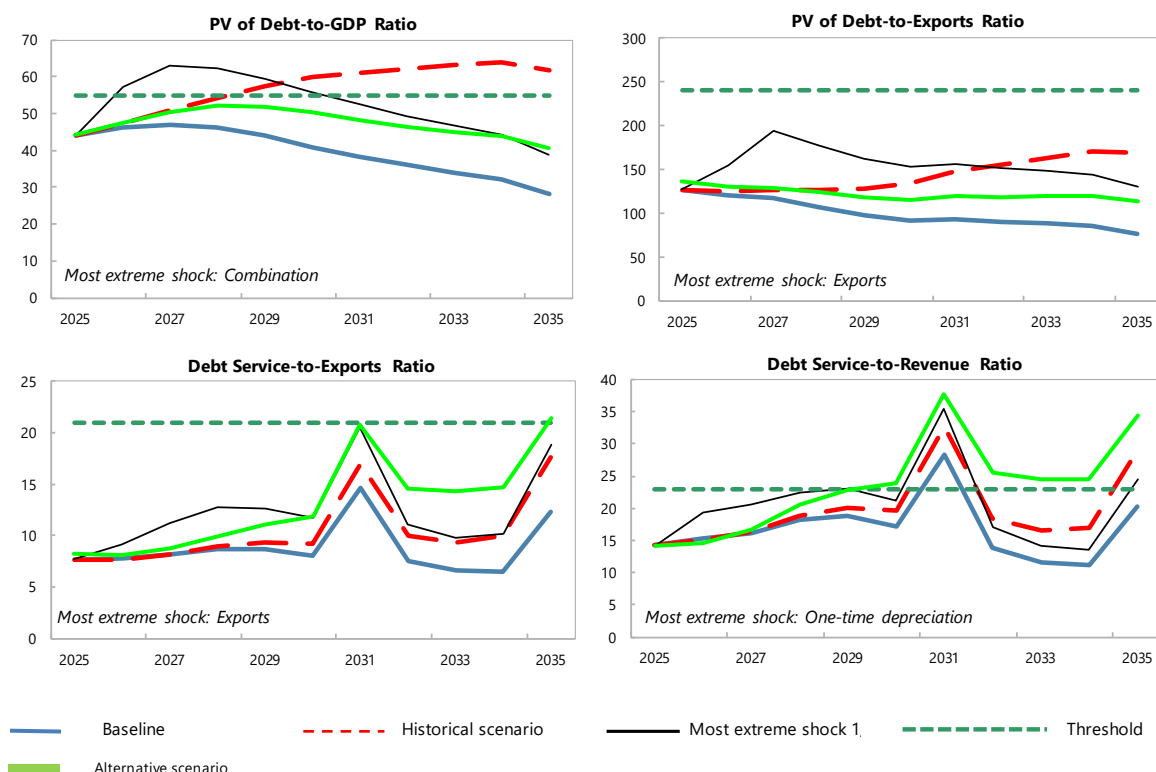 PV of Debt-to-GDP Ratio
70
60
50
40
30
20
10
0
Most extreme shock: Combination
2025 2027 2029 2031 2033 2035
PV of Debt-to-Exports Ratio
300
250
200
150
100
50
0
Most extreme shock: Exports
2025 2027 2029 2031 2033 2035
Debt Service-to-Exports Ratio
25
20
15
10
5
0
Most extreme shock: Exports
2025 2027 2029 2031 2033 2035
Debt Service-to-Revenue Ratio
40
35
30
25
20
15
10
5
0
Most extreme shock: One-time depreciation
2025 2027 2029 2031 2033 2035
Baseline
Historical scenario
Most extreme shock 1/
Threshold
Alternative scenario